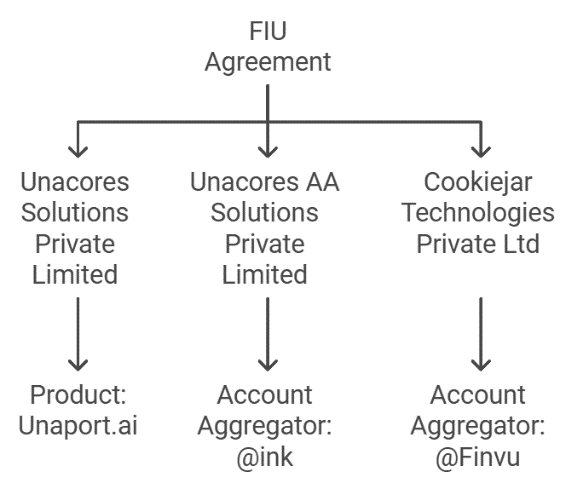 FIU
Agreement
Unacores
Solutions
Private
Limited
Unacores AA
Solutions
Private
Limited
Cookiejar
Technologies
Private Ltd
Product:
Unaport.ai
Account
Aggregator:
@ink
Account
Aggregator:
@Finvu